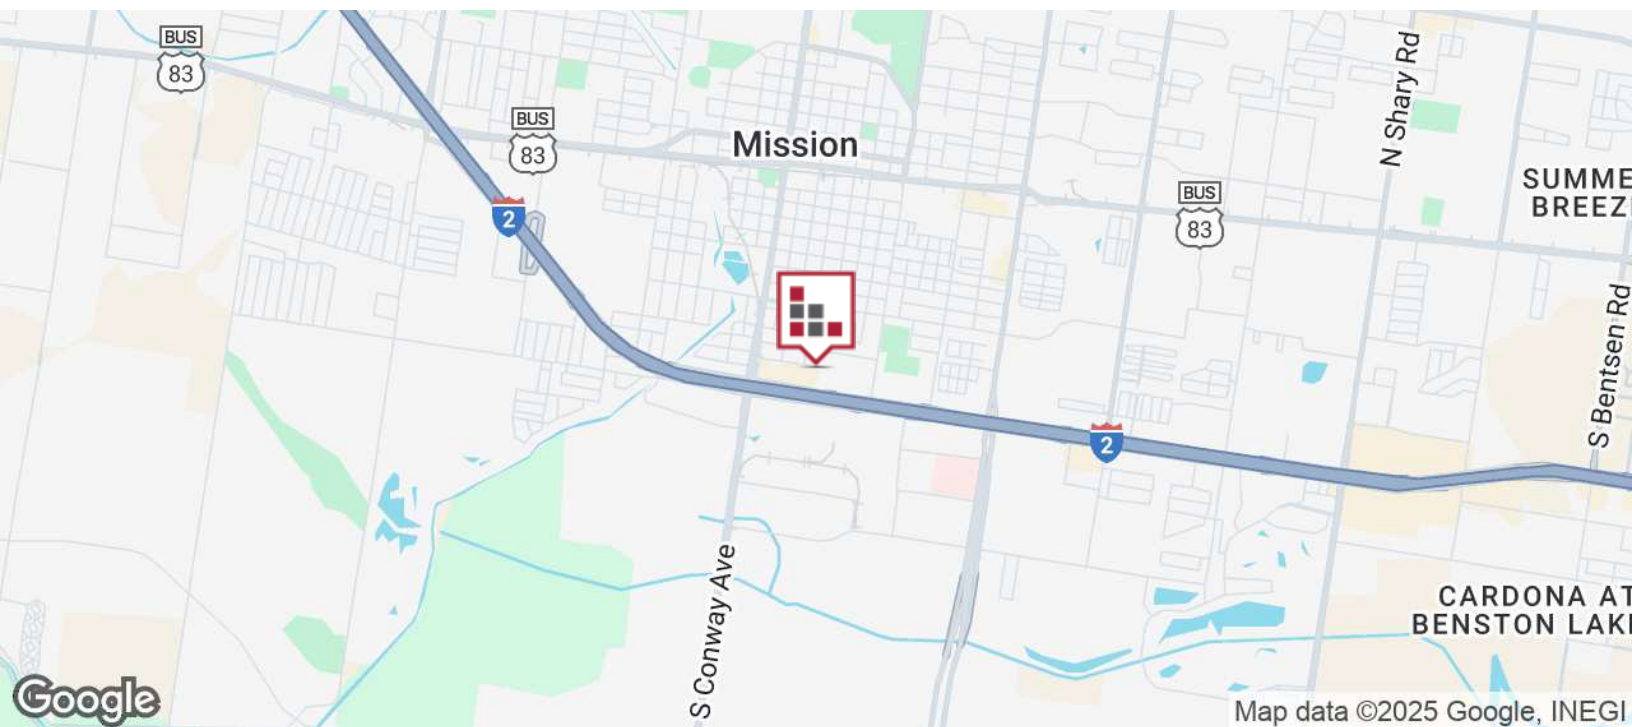 BUS
83
N Shary Rd
BUS
83
Mission
SUMME
BREEZ
BUS
83
2
S Bentsen Rd
2
S Conway Ave
CARDONA AT
BENSTON LAK
Google
Map data ©2025 Google, INEGI